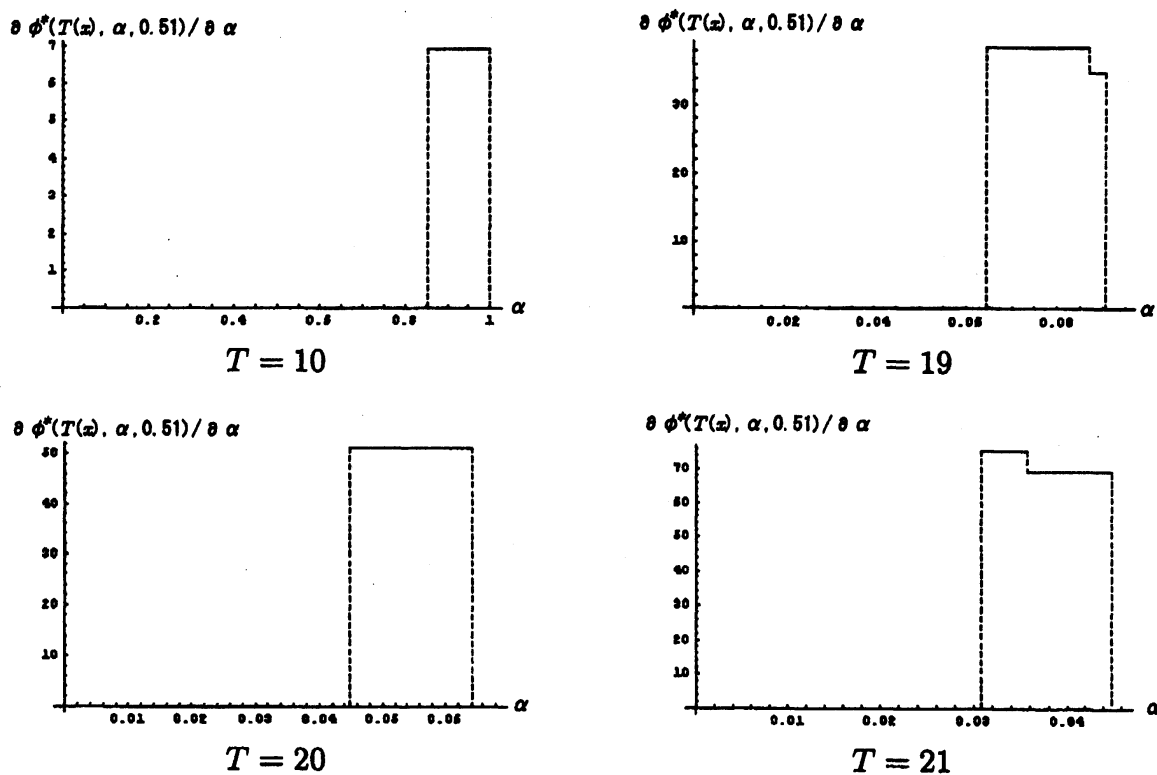 ∂ ϕ*(T(x), α, 0.51)/∂ α
7
6
5
4
3
2
1
0.2 0.4 0.6 0.8 1 α
T = 10
∂ ϕ*(T(x), α, 0.51)/∂ α
30
20
10
0.02 0.04 0.06 0.08 α
T = 19
∂ ϕ*(T(x), α, 0.51)/∂ α
50
40
30
20
10
0.01 0.02 0.03 0.04 0.05 0.06 α
T = 20
∂ ϕ*(T(x), α, 0.51)/∂ α
70
60
50
40
30
20
10
0.01 0.02 0.03 0.04 α
T = 21